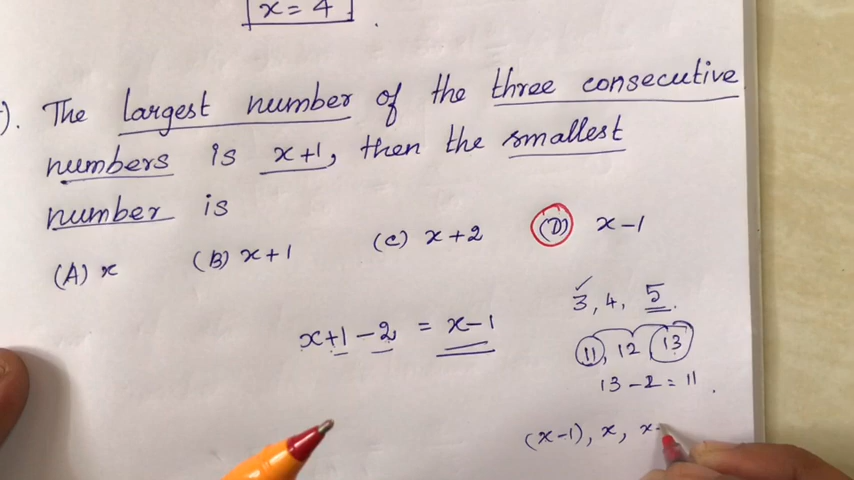 x = 4 .
). The largest number of the three consecutive
numbers is x+1, then the smallest
number is
(A) x (B) x+1 (C) x+2 (D) x-1
3, 4, 5.
x+1-2 = x-1
11, 12, 13
13-2 = 11 .
(x-1), x, x-